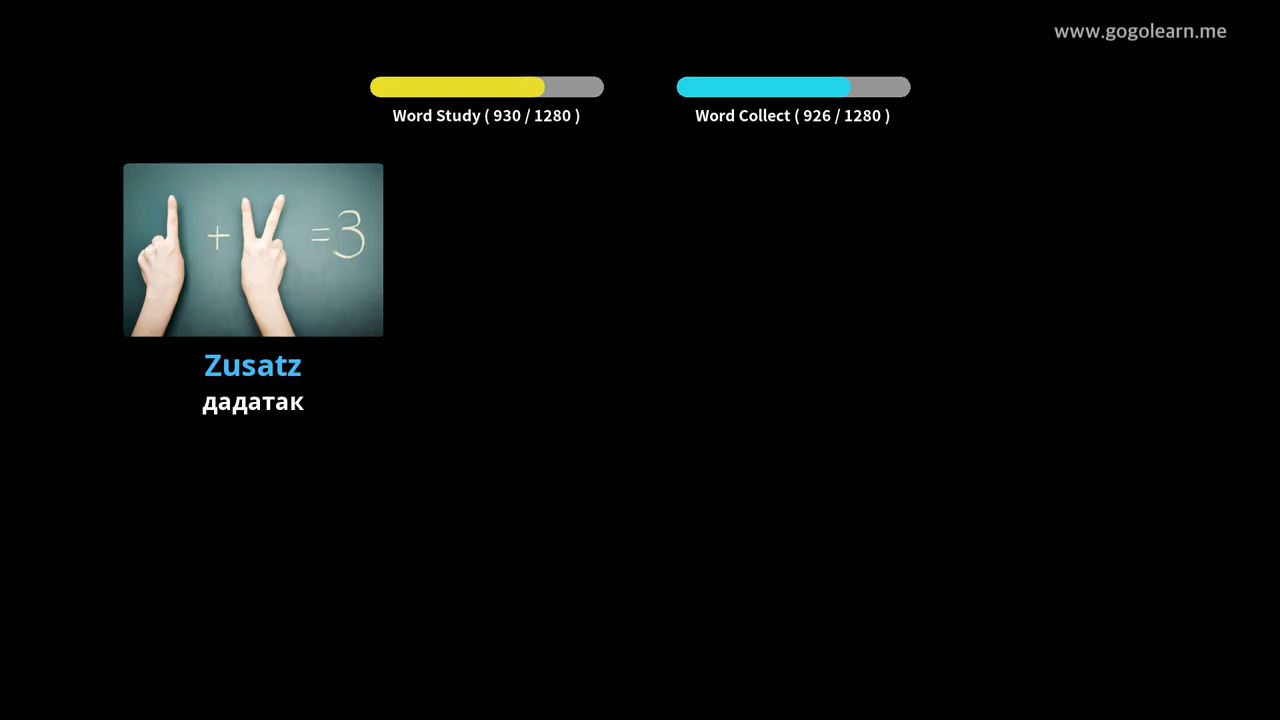 www.gogolearn.me
Word Study ( 930 / 1280 )
Word Collect ( 926 / 1280 )
+ =3
Zusatz
дадатак